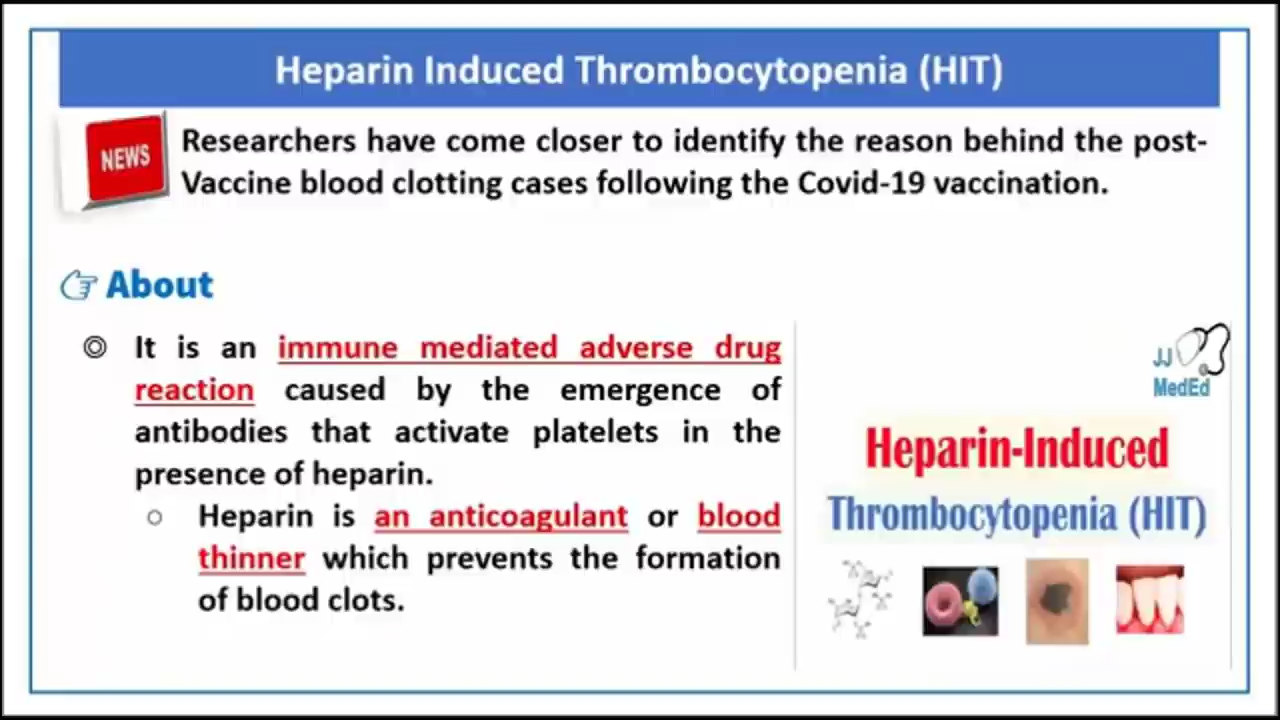 Heparin Induced Thrombocytopenia (HIT)
NEWS
Researchers have come closer to identify the reason behind the post-
Vaccine blood clotting cases following the Covid-19 vaccination.
About
It is an immune mediated adverse drug
reaction caused by the emergence of
antibodies that activate platelets in the
presence of heparin.
Heparin is an anticoagulant or blood
thinner which prevents the formation
of blood clots.
JJ
MedEd
Heparin-Induced
Thrombocytopenia (HIT)